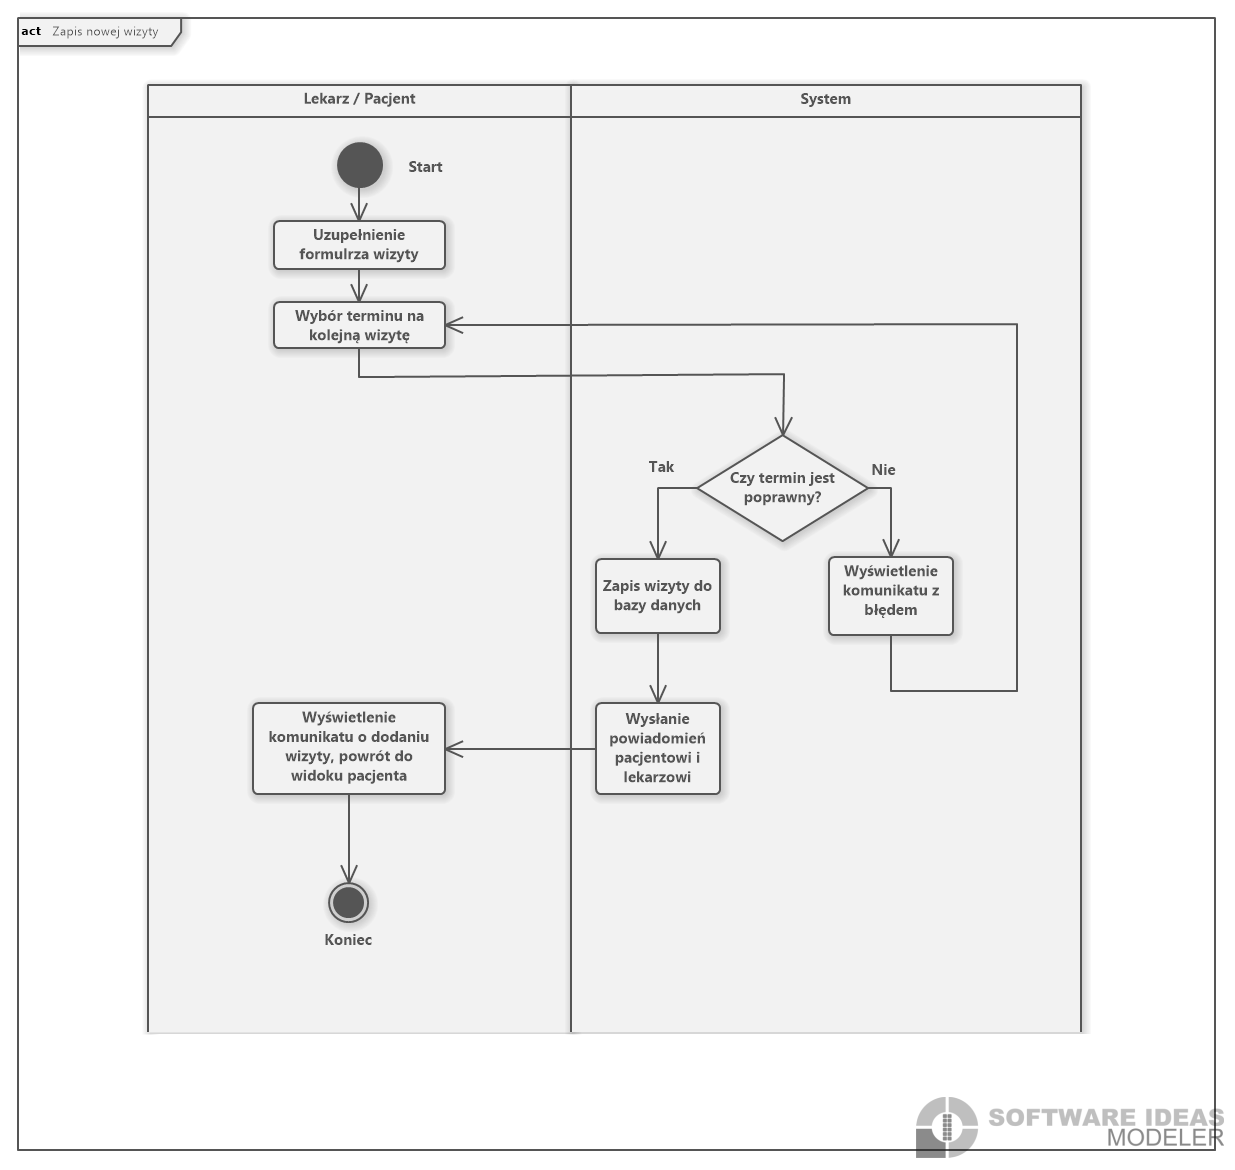 act Zapis nowej wizyty
Lekarz / Pacjent
System
Start
Uzupełnienie
formulrza wizyty
Wybór terminu na
kolejną wizytę
Czy termin jest
poprawny?
Tak
Nie
Zapis wizyty do
bazy danych
Wyświetlenie
komunikatu z
błędem
Wyświetlenie
komunikatu o dodaniu
wizyty, powrót do
widoku pacjenta
Wysłanie
powiadomień
pacjentowi i
lekarzowi
Koniec
SOFTWARE IDEAS
MODELER